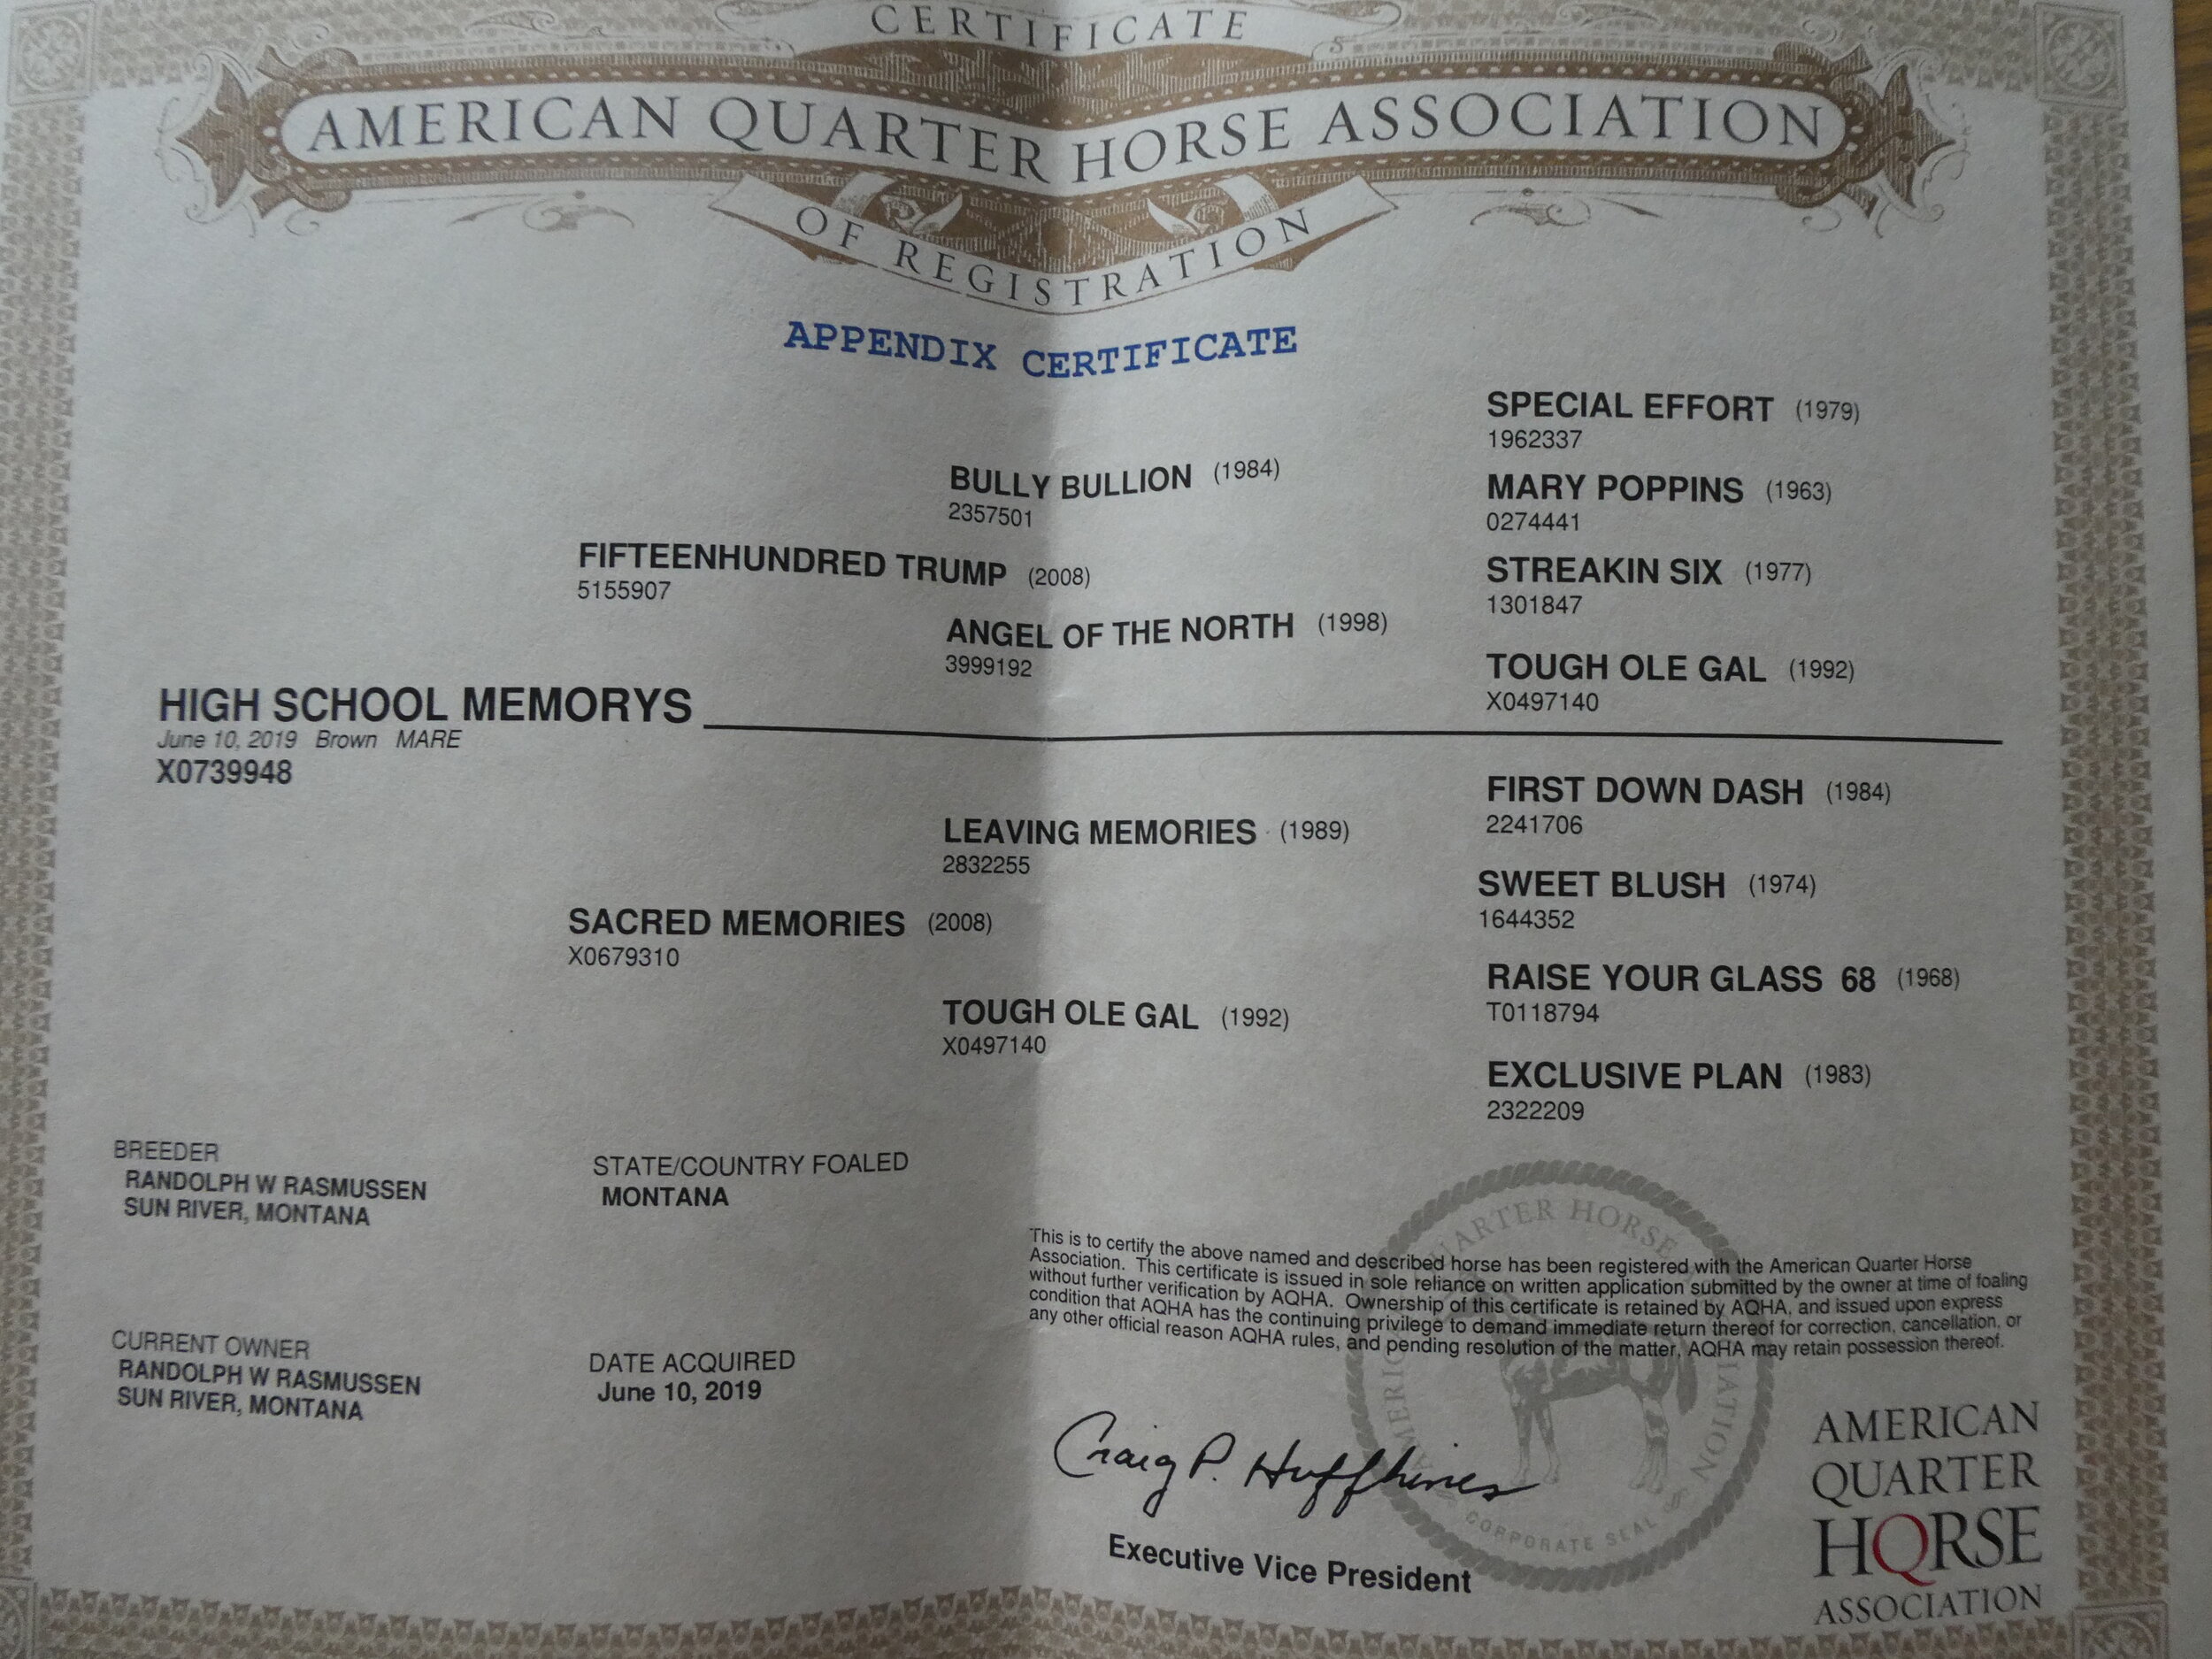 CERTIFICATE
AMERICAN QUARTER HORSE ASSOCIATION
OF REGISTRATION
APPENDIX CERTIFICATE
SPECIAL EFFORT (1979)
1962337
BULLY BULLION (1984)
2357501
MARY POPPINS (1963)
0274441
FIFTEENHUNDRED TRUMP (2008)
5155907
STREAKIN SIX (1977)
1301847
ANGEL OF THE NORTH (1998)
3999192
TOUGH OLE GAL (1992)
X0497140
HIGH SCHOOL MEMORYS
June 10, 2019 Brown MARE
X0739948
FIRST DOWN DASH (1984)
2241706
LEAVING MEMORIES (1989)
2832255
SWEET BLUSH (1974)
1644352
SACRED MEMORIES (2008)
X0679310
RAISE YOUR GLASS 68 (1968)
T0118794
TOUGH OLE GAL (1992)
X0497140
EXCLUSIVE PLAN (1983)
2322209
BREEDER
RANDOLPH W RASMUSSEN
SUN RIVER, MONTANA
STATE/COUNTRY FOALED
MONTANA
This is to certify the above named and described horse has been registered with the American Quarter Horse
Association. This certificate is issued in sole reliance on written application submitted by the owner at time of foaling
without further verification by AQHA. Ownership of this certificate is retained by AQHA, and issued upon express
condition that AQHA has the continuing privilege to demand immediate return thereof for correction, cancellation, or
any other official reason AQHA rules, and pending resolution of the matter, AQHA may retain possession thereof.
CURRENT OWNER
RANDOLPH W RASMUSSEN
SUN RIVER, MONTANA
DATE ACQUIRED
June 10, 2019
Craig P. Huffhines
Executive Vice President
AMERICAN QUARTER HORSE ASSOCIATION
CORPORATE SEAL
AMERICAN
QUARTER
HORSE
ASSOCIATION